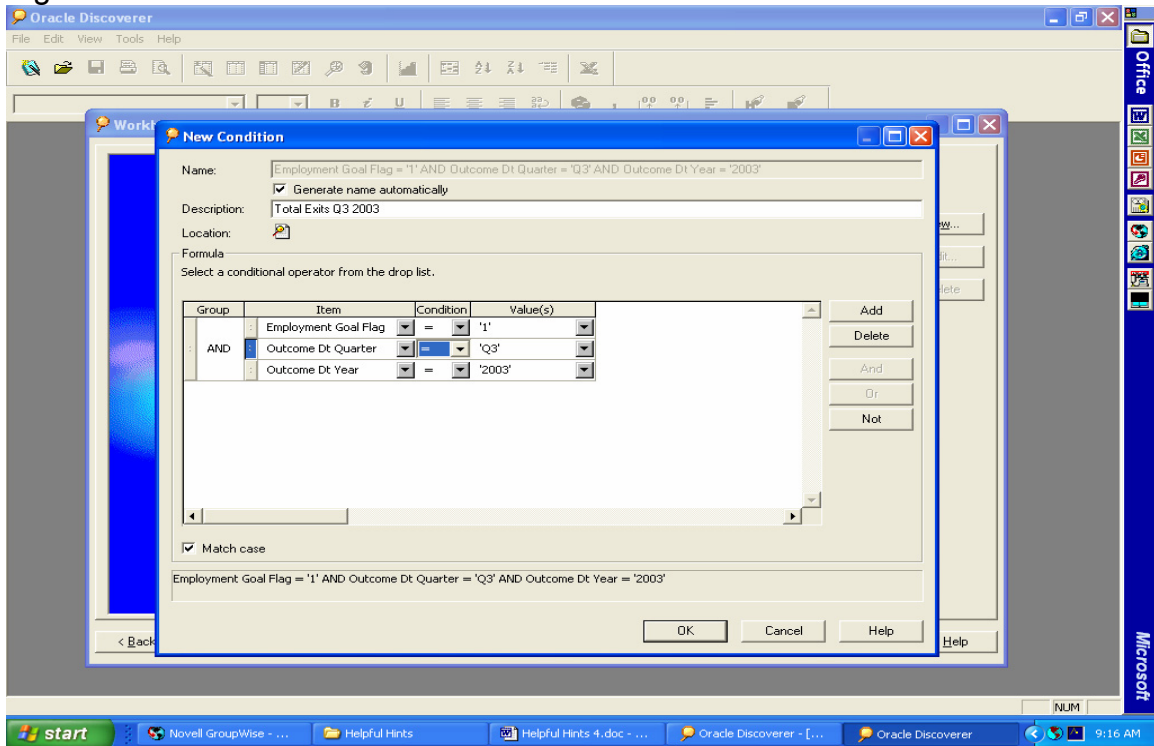 Oracle Discoverer
File Edit View Tools Help
B i U
Office
New Condition
Name: Employment Goal Flag = '1' AND Outcome Dt Quarter = 'Q3' AND Outcome Dt Year = '2003'
Generate name automatically
Description: Total Exits Q3 2003
Location:
Formula
Select a conditional operator from the drop list.
Group Item Condition Value(s)
Employment Goal Flag = '1'
AND Outcome Dt Quarter = 'Q3'
Outcome Dt Year = '2003'
Add
Delete
And
Or
Not
Match case
Employment Goal Flag = '1' AND Outcome Dt Quarter = 'Q3' AND Outcome Dt Year = '2003'
OK Cancel Help
< Back Help
Microsoft
NUM
start Novell GroupWise - ... Helpful Hints Helpful Hints 4.doc - ... Oracle Discoverer - [... Oracle Discoverer 9:16 AM